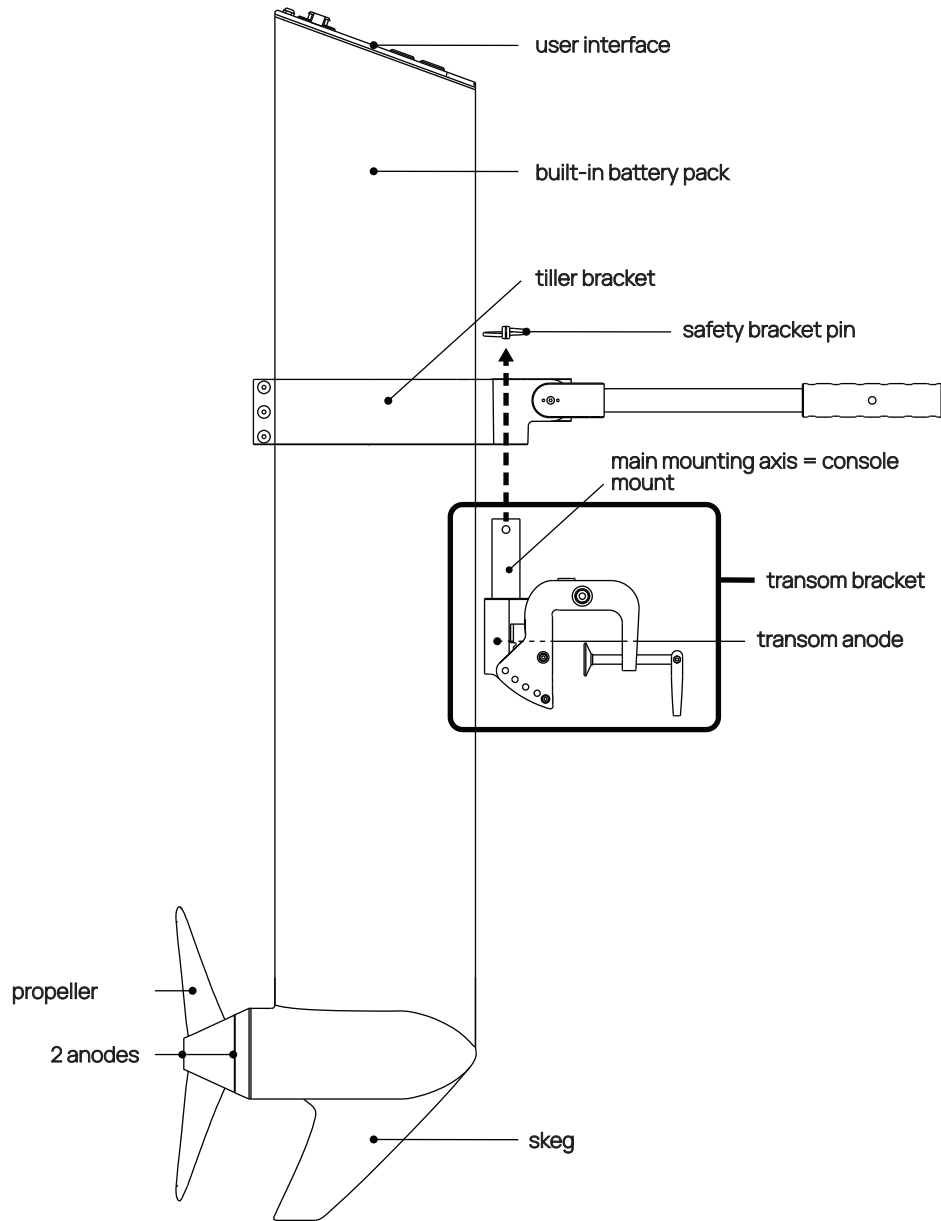 user interface
built-in battery pack
tiller bracket
safety bracket pin
main mounting axis = console
mount
transom bracket
transom anode
propeller
2 anodes
skeg